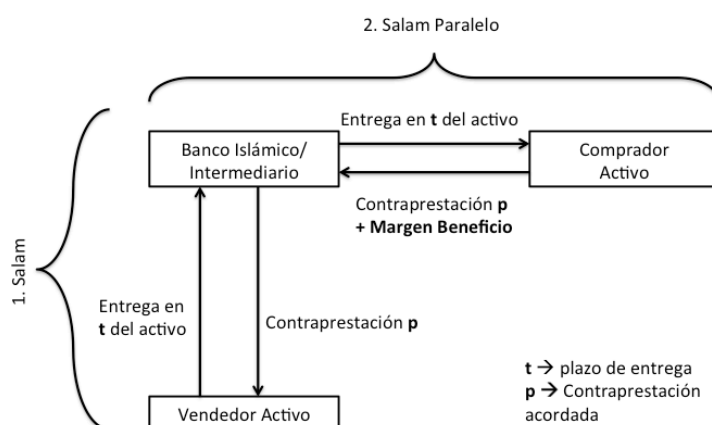 2. Salam Paralelo
Entrega en t del activo
Banco Islámico/
Intermediario
Comprador
Activo
Contraprestación p
+ Margen Beneficio
1. Salam
Entrega en
t del activo
Contraprestación p
t → plazo de entrega
p → Contraprestación
acordada
Vendedor Activo